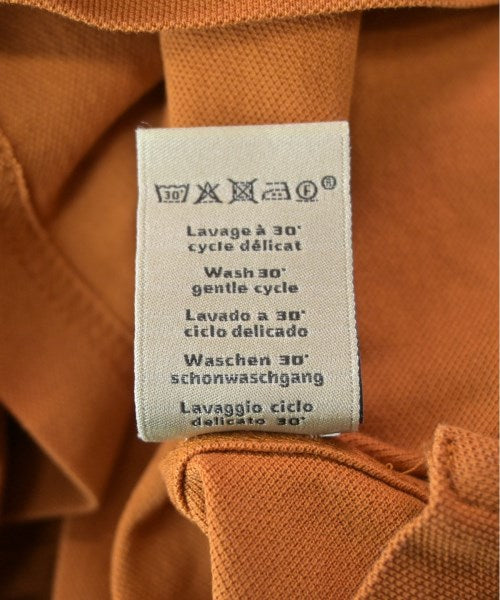 30°
F ®
Lavage à 30°
cycle délicat
Wash 30°
gentle cycle
Lavado a 30°
ciclo delicado
Waschen 30°
schonwaschgang
Lavaggio ciclo
delicato 30°